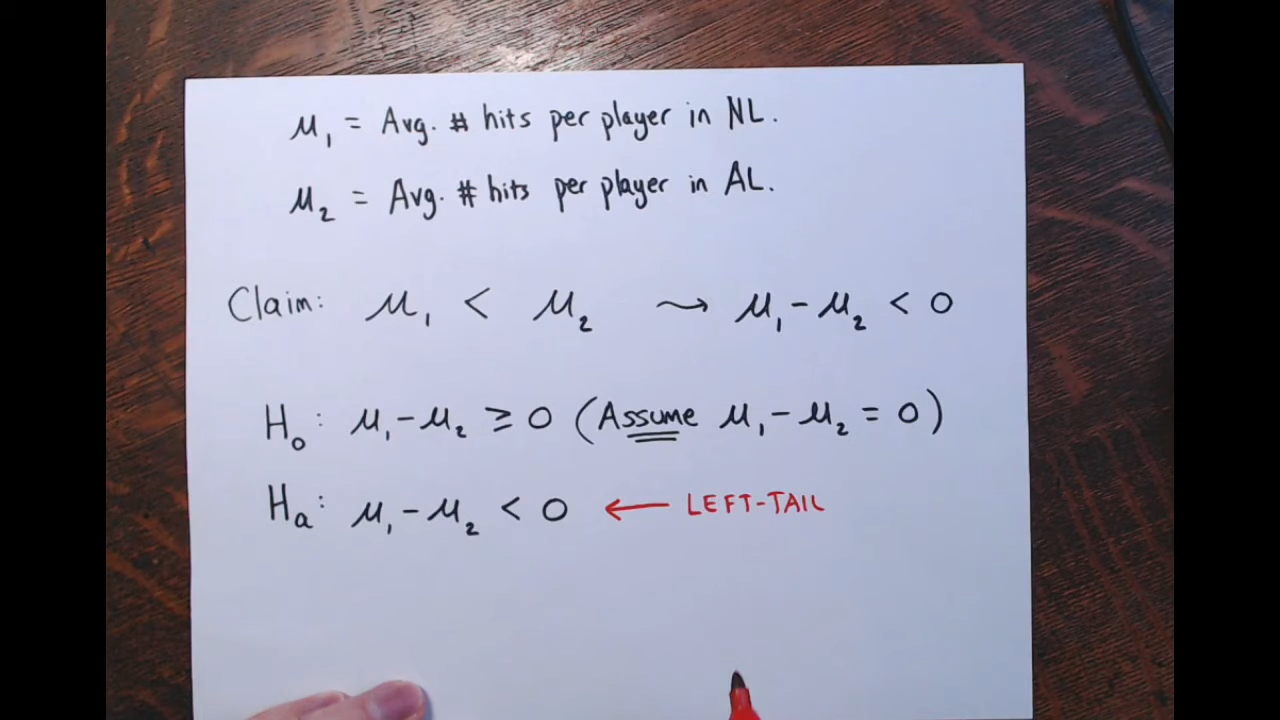 μ₁ = Avg. # hits per player in NL.
μ₂ = Avg. # hits per player in AL.
Claim: μ₁ < μ₂ ⤳ μ₁ - μ₂ < 0
H₀: μ₁ - μ₂ ≥ 0 (Assume μ₁ - μ₂ = 0)
Hₐ: μ₁ - μ₂ < 0 ← LEFT-TAIL